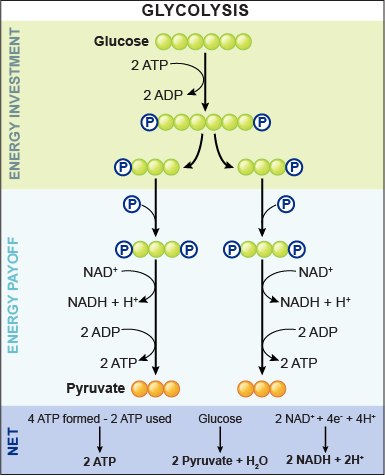 GLYCOLYSIS
ENERGY INVESTMENT
Glucose
2 ATP
2 ADP
P P
P P
ENERGY PAYOFF
P P
P P P P
NAD⁺ NAD⁺
NADH + H⁺ NADH + H⁺
2 ADP 2 ADP
2 ATP 2 ATP
Pyruvate
NET
4 ATP formed - 2 ATP used Glucose 2 NAD⁺ + 4e⁻ + 4H⁺
2 ATP 2 Pyruvate + H₂O 2 NADH + 2H⁺